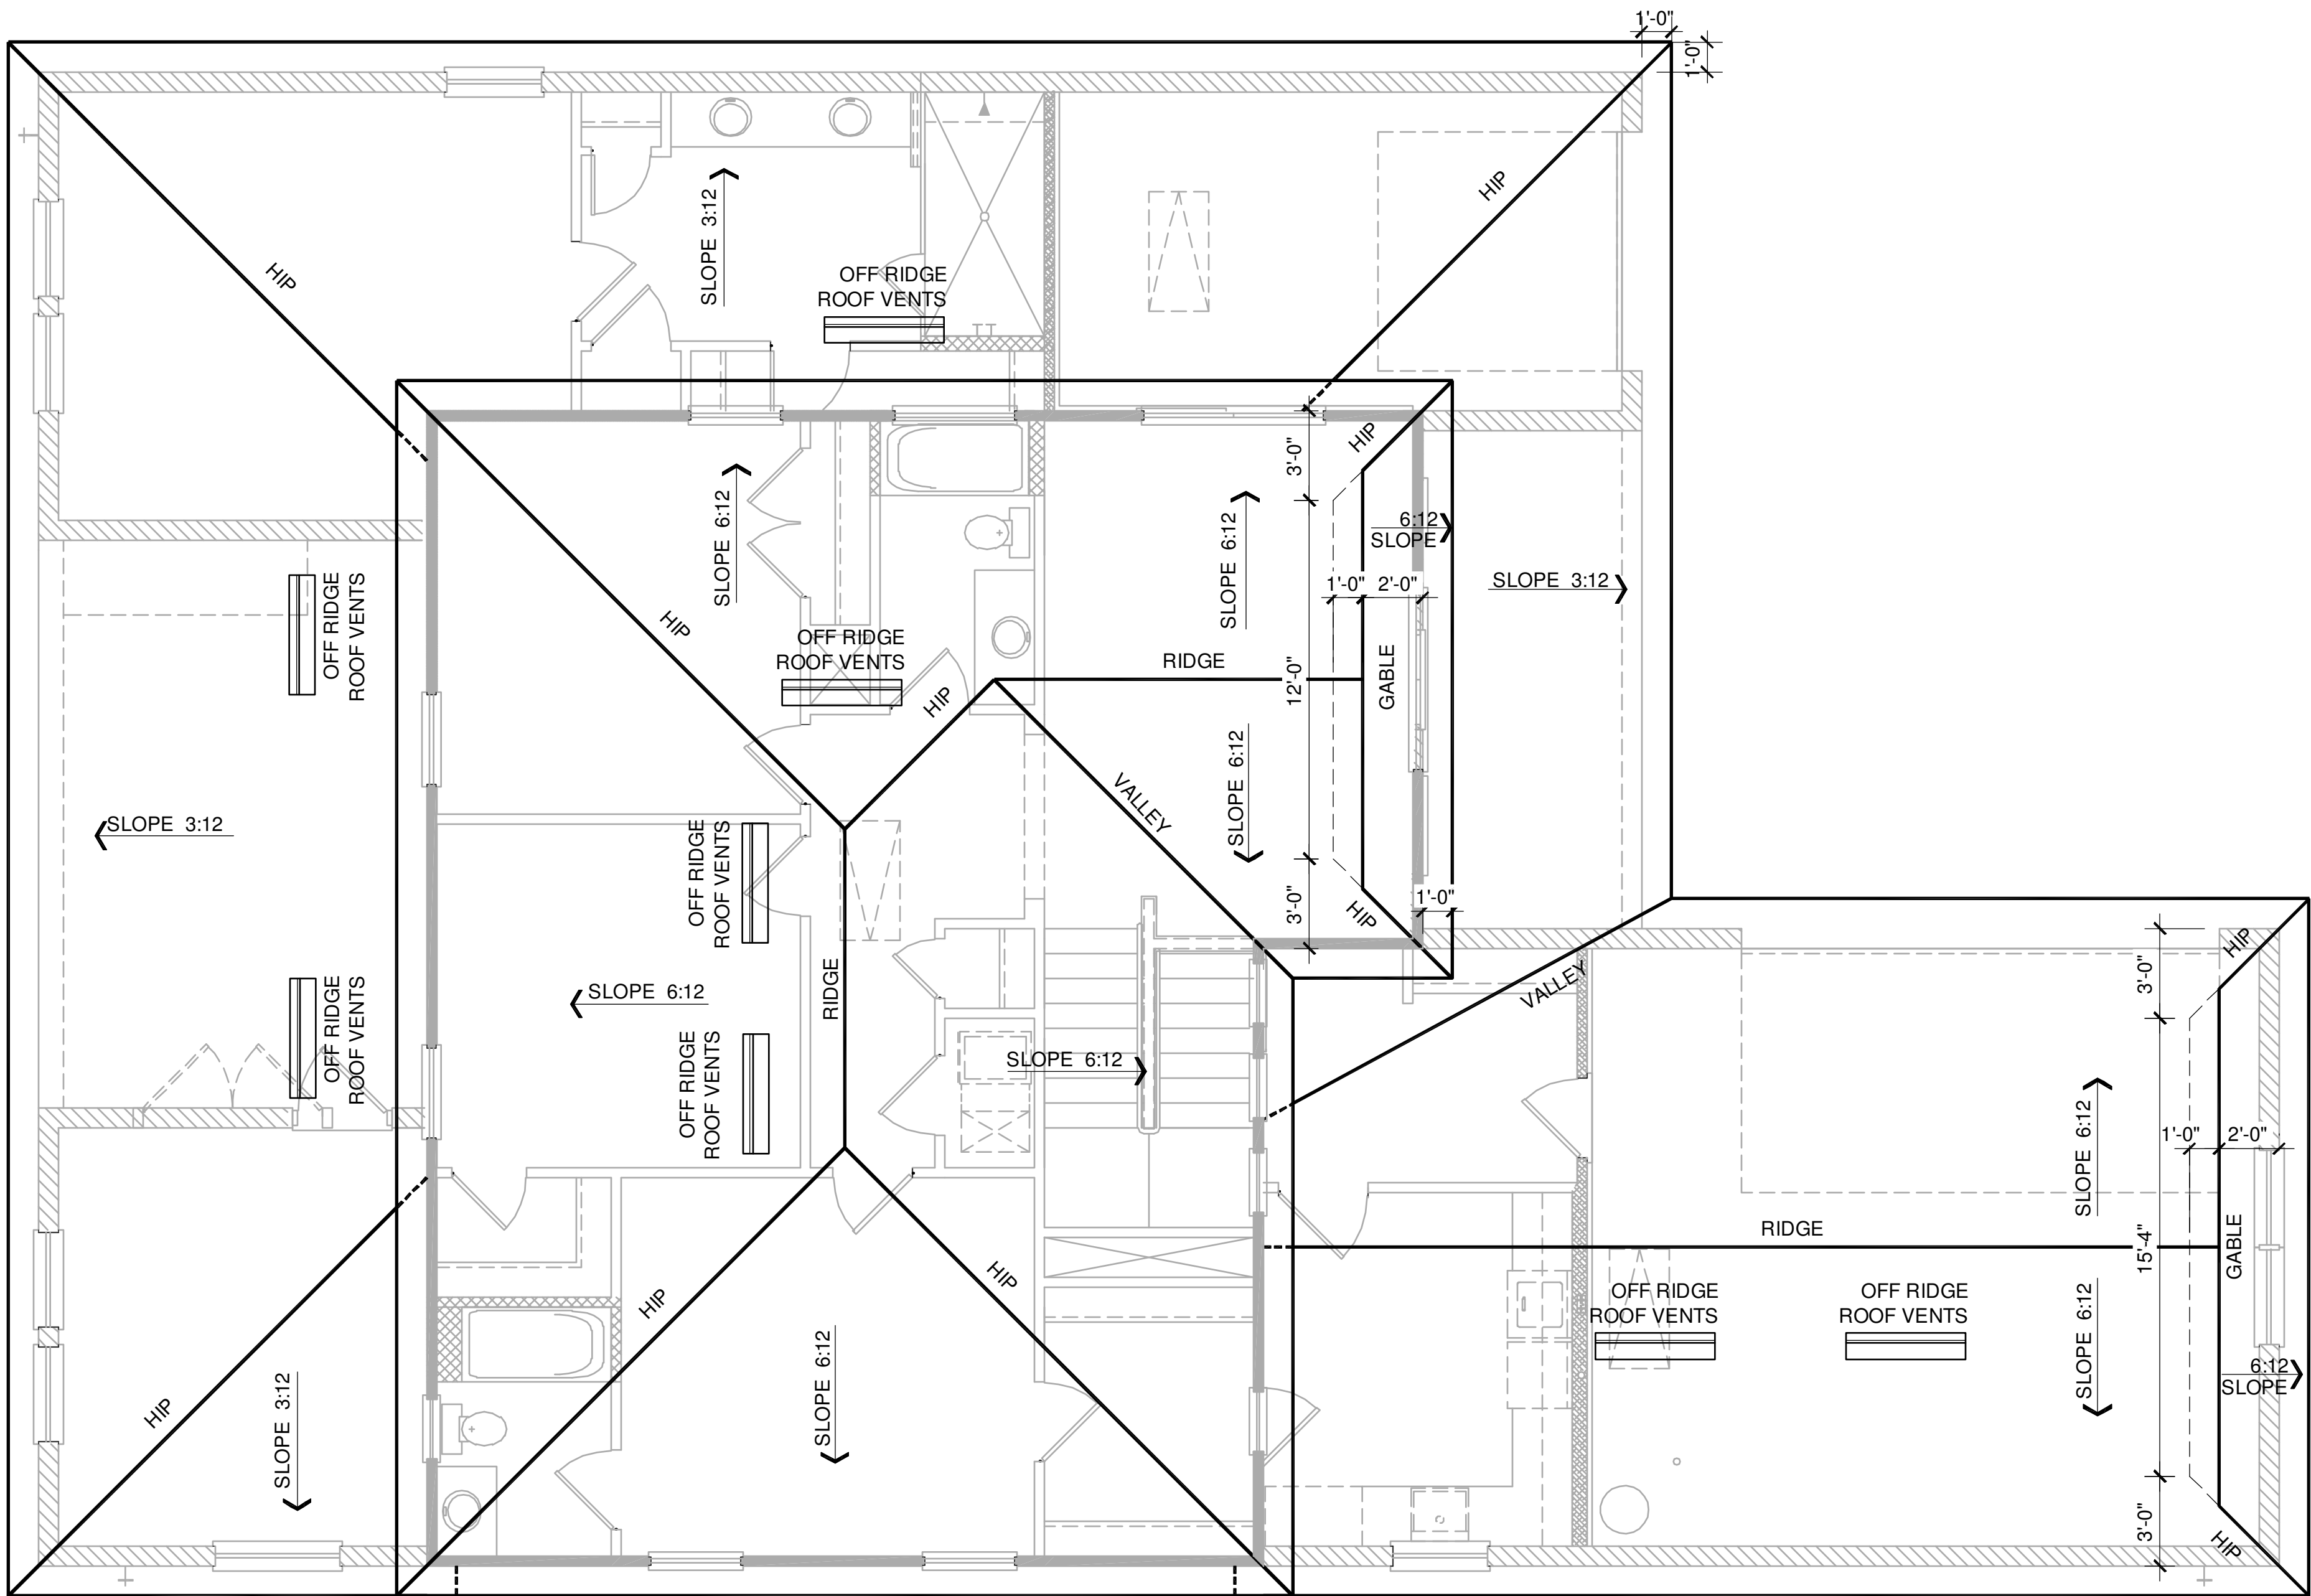 1'-0"
1'-0"
HIP
SLOPE 3:12
OFF RIDGE
ROOF VENTS
HIP
HIP
3'-0"
SLOPE 6:12
SLOPE 6:12
6:12
SLOPE
SLOPE 3:12
1'-0" 2'-0"
OFF RIDGE
ROOF VENTS
HIP
OFF RIDGE
ROOF VENTS
HIP
RIDGE
12'-0"
GABLE
SLOPE 3:12
OFF RIDGE
ROOF VENTS
VALLEY
SLOPE 6:12
3'-0"
HIP
1'-0"
OFF RIDGE
ROOF VENTS
SLOPE 6:12
RIDGE
VALLEY
3'-0"
HIP
OFF RIDGE
ROOF VENTS
SLOPE 6:12
SLOPE 6:12
1'-0" 2'-0"
RIDGE
15'-4"
GABLE
HIP
HIP
OFF RIDGE
ROOF VENTS
OFF RIDGE
ROOF VENTS
SLOPE 6:12
6:12
SLOPE
HIP
SLOPE 3:12
SLOPE 6:12
3'-0"
HIP